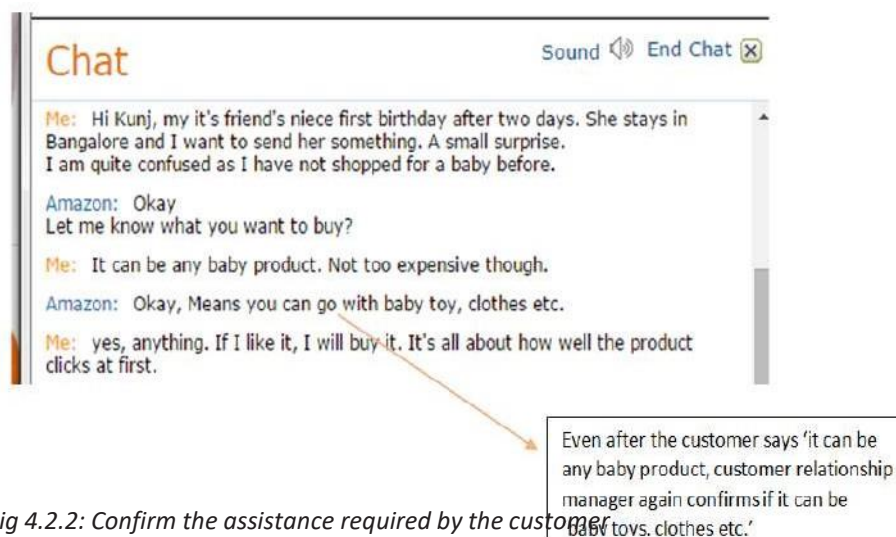 Chat
Sound End Chat
Me: Hi Kunj, my it's friend's niece first birthday after two days. She stays in
Bangalore and I want to send her something. A small surprise.
I am quite confused as I have not shopped for a baby before.
Amazon: Okay
Let me know what you want to buy?
Me: It can be any baby product. Not too expensive though.
Amazon: Okay, Means you can go with baby toy, clothes etc.
Me: yes, anything. If I like it, I will buy it. It's all about how well the product
clicks at first.
Even after the customer says ‘it can be
any baby product, customer relationship
manager again confirms if it can be
baby toys. clothes etc.’
ig 4.2.2: Confirm the assistance required by the customer